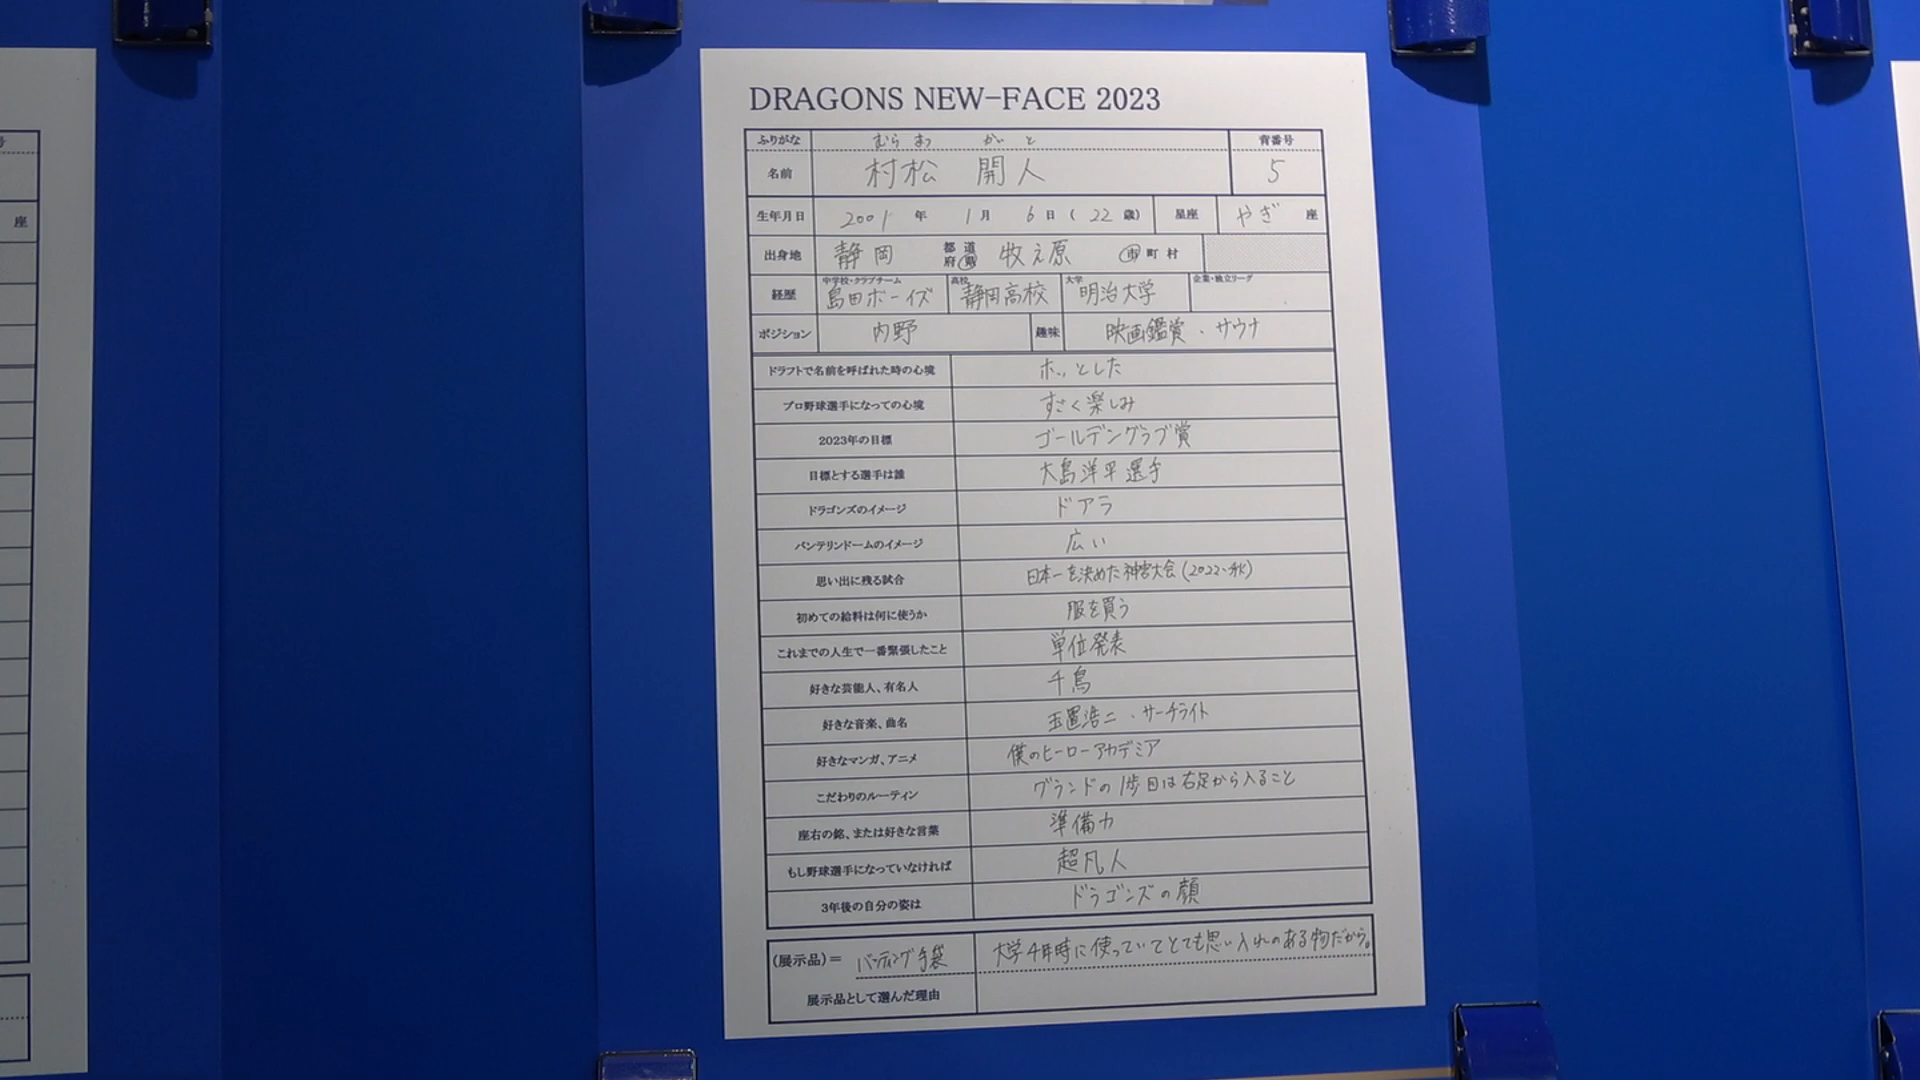 DRAGONS NEW-FACE 2023
ふりがな むらまつ かいと 背番号
名前 村松 開人 5
生年月日 2001 年 1 月 6 日 ( 22 歳) 星座 やぎ 座
出身地 静岡 都道府県 牧之原 市町村
中学校・クラブチーム 高校 大学 企業・独立リーグ
経歴 島田ボーイズ 静岡高校 明治大学
ポジション 内野 趣味 映画鑑賞・サウナ
ドラフトで名前を呼ばれた時の心境 ホッとした
プロ野球選手になっての心境 すごく楽しみ
2023年の目標 ゴールデングラブ賞
目標とする選手は誰 大島洋平選手
ドラゴンズのイメージ ドアラ
バンテリンドームのイメージ 広い
思い出に残る試合 日本一を決めた神宮大会(2022・秋)
初めての給料は何に使うか 服を買う
これまでの人生で一番緊張したこと 単位発表
好きな芸能人、有名人 千鳥
好きな音楽、曲名 玉置浩二・サーチライト
好きなマンガ、アニメ 僕のヒーローアカデミア
こだわりのルーティン グランドの1歩目は右足から入ること
座右の銘、または好きな言葉 準備力
もし野球選手になっていなければ 超凡人
3年後の自分の姿は ドラゴンズの顔
(展示品)= バッティング手袋 大学4年時に使っていてとても思い入れのある物だから。
展示品として選んだ理由
号
座